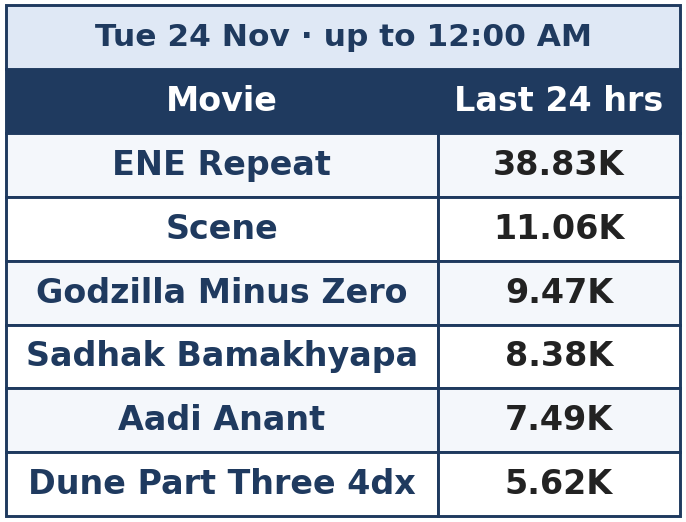 Tue 24 Nov · up to 12:00 AM
Movie Last 24 hrs
ENE Repeat 38.83K
Scene 11.06K
Godzilla Minus Zero 9.47K
Sadhak Bamakhyapa 8.38K
Aadi Anant 7.49K
Dune Part Three 4dx 5.62K